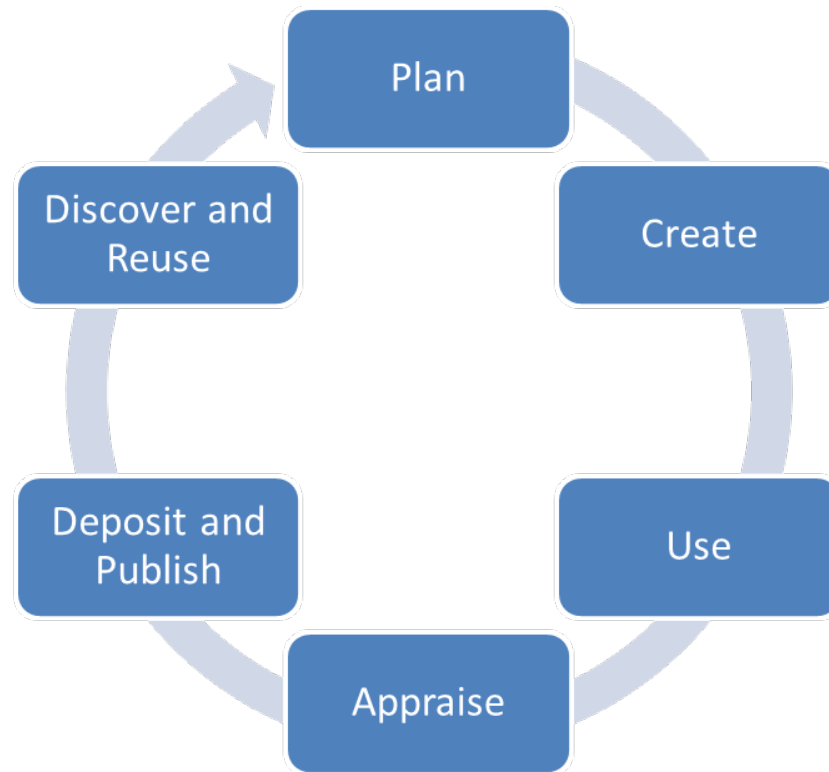 Plan
Create
Use
Appraise
Deposit and
Publish
Discover and
Reuse